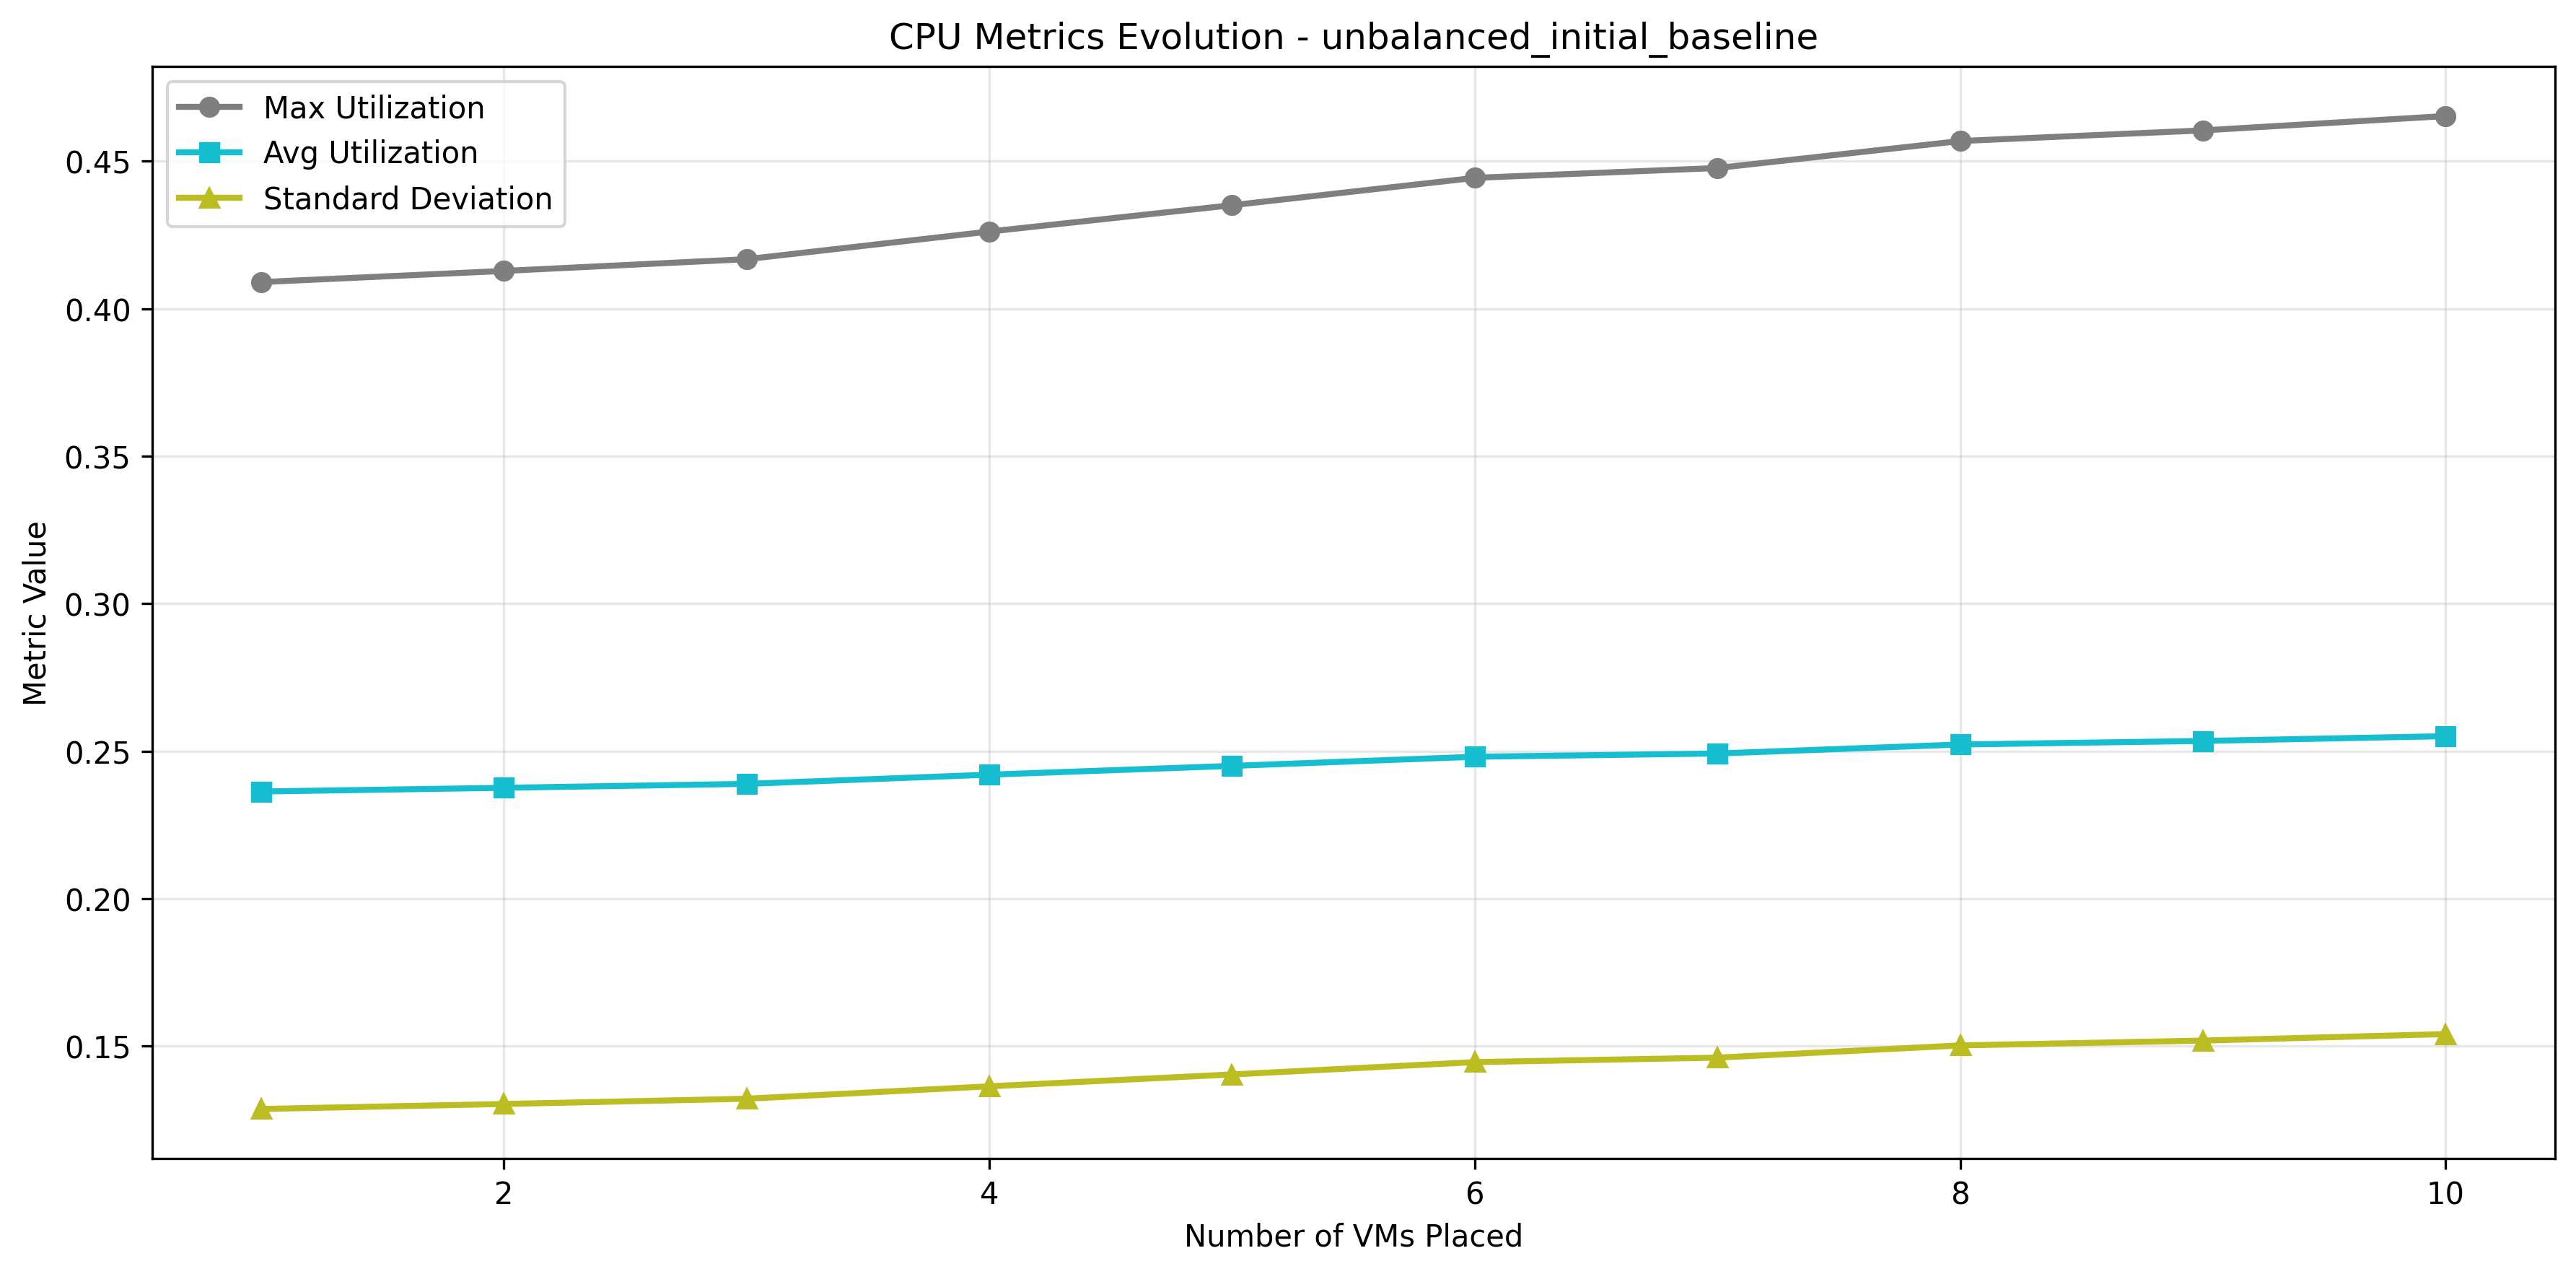 CPU Metrics Evolution - unbalanced_initial_baseline
Max Utilization
Avg Utilization
Standard Deviation
0.45
0.40
0.35
0.30
0.25
0.20
0.15
Metric Value
2 4 6 8 10
Number of VMs Placed